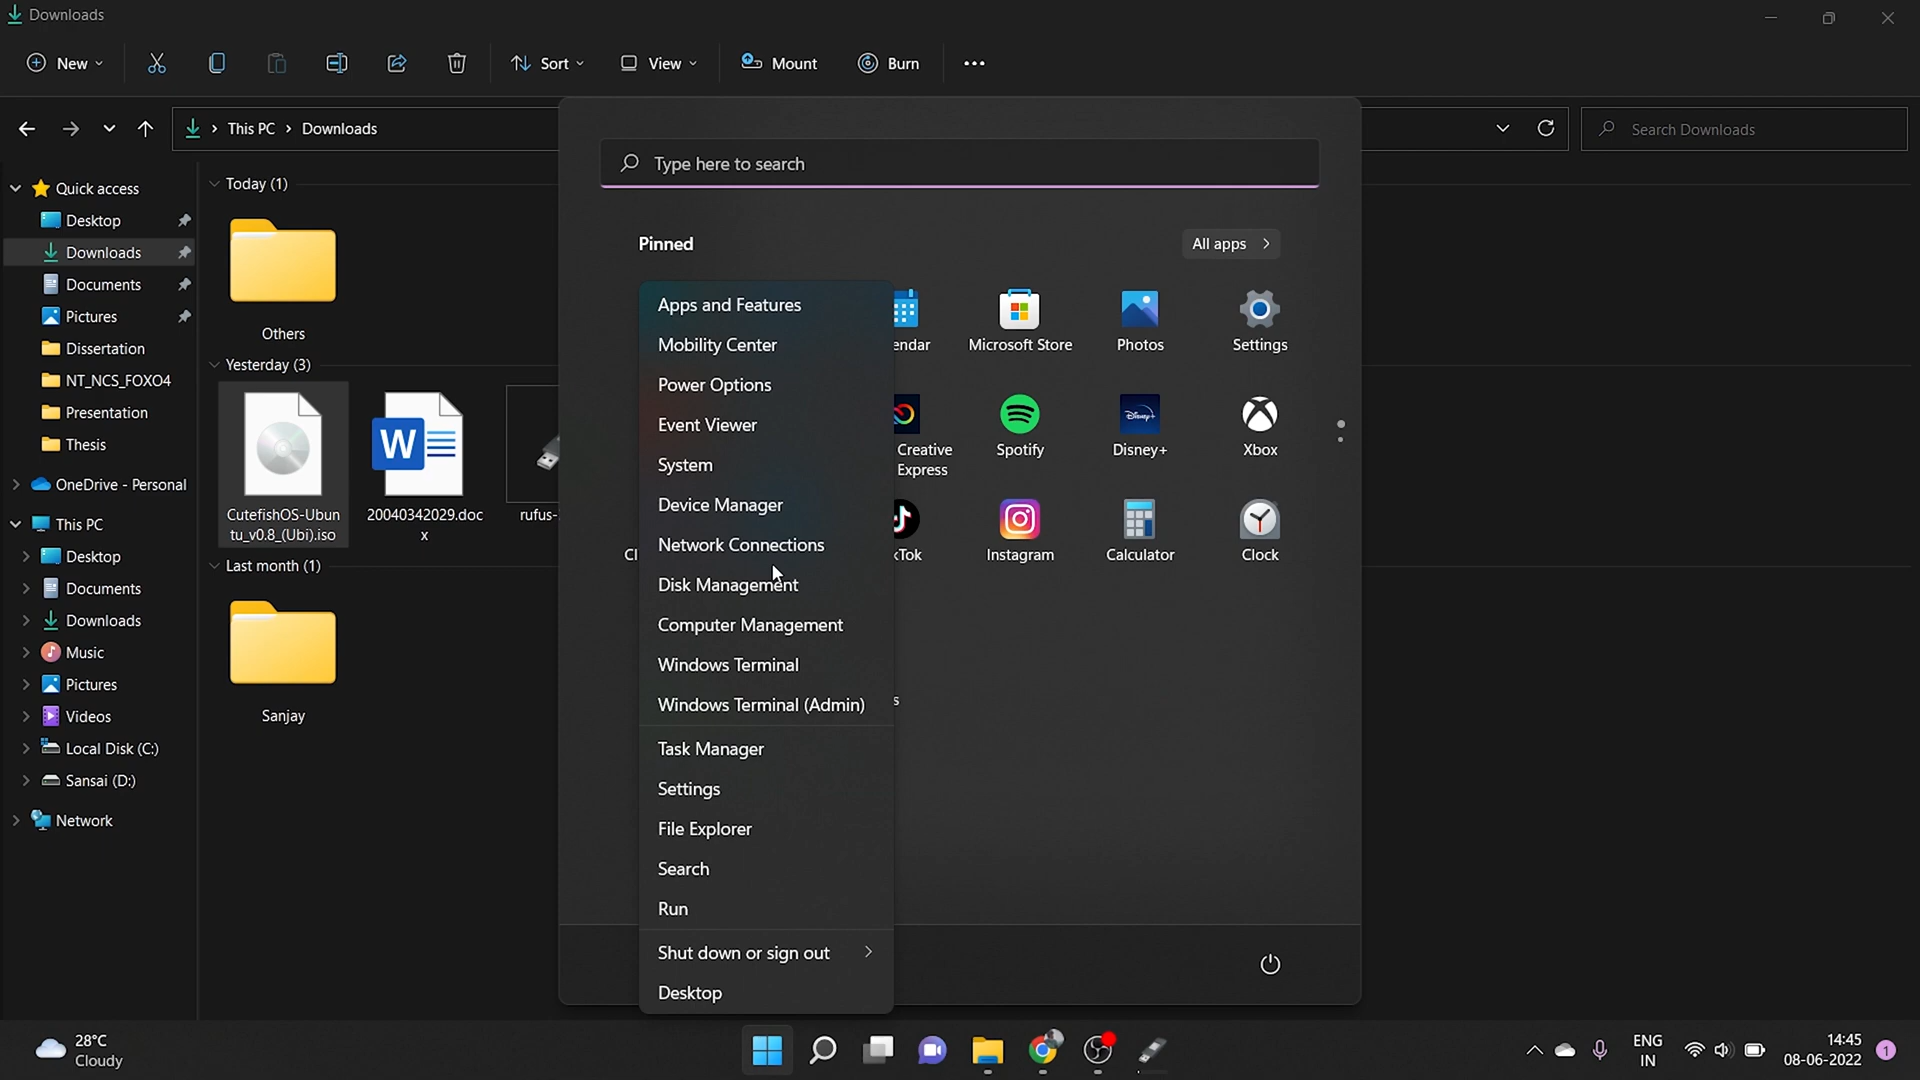 Downloads
New
Sort
View
Mount
Burn
This PC > Downloads
Search Downloads
Quick access
Desktop
Downloads
Documents
Pictures
Dissertation
NT_NCS_FOXO4
Presentation
Thesis
OneDrive - Personal
This PC
Desktop
Documents
Downloads
Music
Pictures
Videos
Local Disk (C:)
Sansai (D:)
Network
Today (1)
Others
Yesterday (3)
CutefishOS-Ubun
tu_v0.8_(Ubi).iso
20040342029.doc
x
rufus-
Last month (1)
Sanjay
Type here to search
Pinned
All apps >
Apps and Features
Mobility Center
Power Options
Event Viewer
System
Device Manager
Network Connections
Disk Management
Computer Management
Windows Terminal
Windows Terminal (Admin)
Task Manager
Settings
File Explorer
Search
Run
Shut down or sign out
Desktop
endar
Microsoft Store
Photos
Settings
Creative
Express
Spotify
Disney+
Xbox
Cl
kTok
Instagram
Calculator
Clock
s
28°C
Cloudy
ENG
IN
14:45
08-06-2022
1